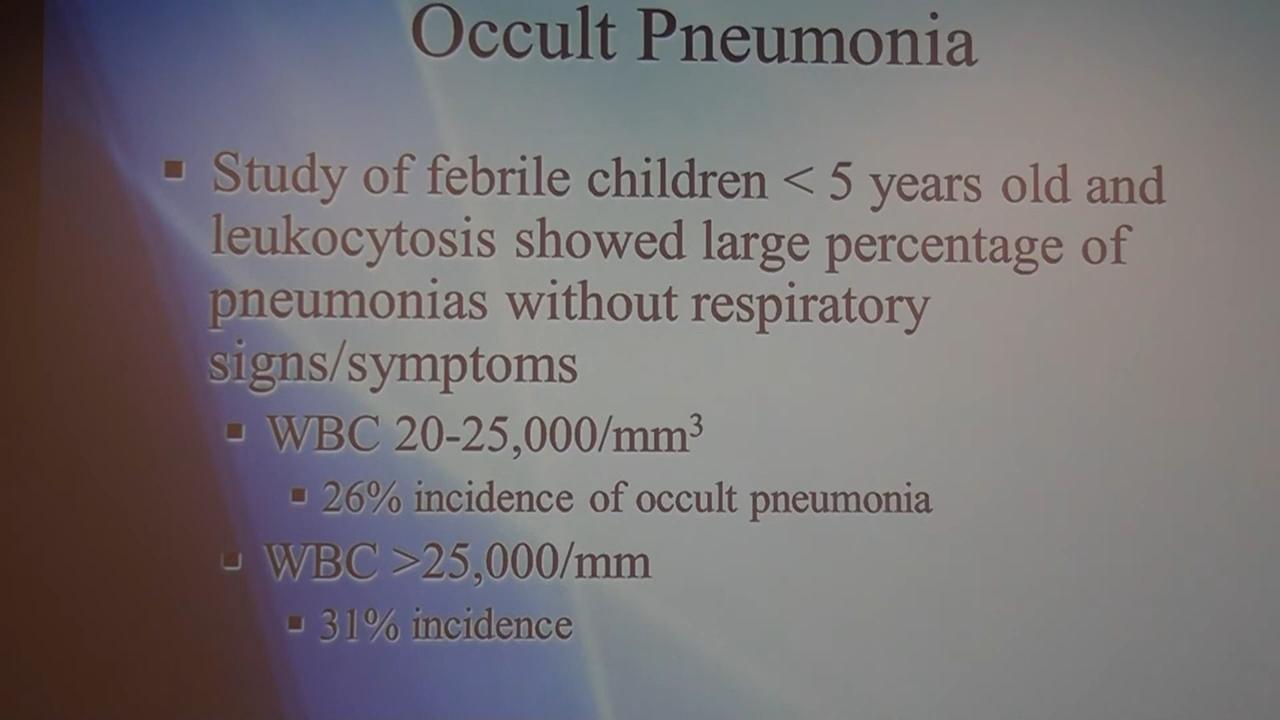 Occult Pneumonia
▪ Study of febrile children < 5 years old and
leukocytosis showed large percentage of
pneumonias without respiratory
signs/symptoms
▪ WBC 20-25,000/mm³
▪ 26% incidence of occult pneumonia
▪ WBC >25,000/mm
▪ 31% incidence